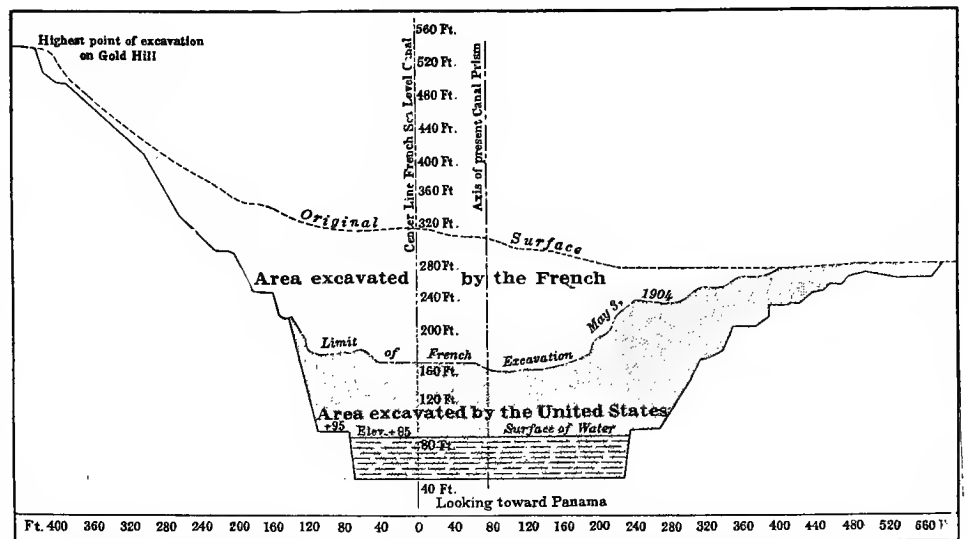 Highest point of excavation
on Gold Hill
560 Ft.
520 Ft.
480 Ft.
440 Ft.
400 Ft.
360 Ft
320 Ft.
280 Ft.
240 Ft.
200 Ft.
160 Ft.
120 Ft.
80 Ft.
40 Ft.
Center Line French Sea Level Canal
Axis of present Canal Prism
Original Surface
Area excavated by the French
May 3, 1904
Limit of French Excavation
Area excavated by the United States
+95
Elev. +85
Surface of Water
Looking toward Panama
Ft. 400 360 320 280 240 200 160 120 80 40 0 40 80 120 160 200 240 280 320 360 400 440 480 520 660